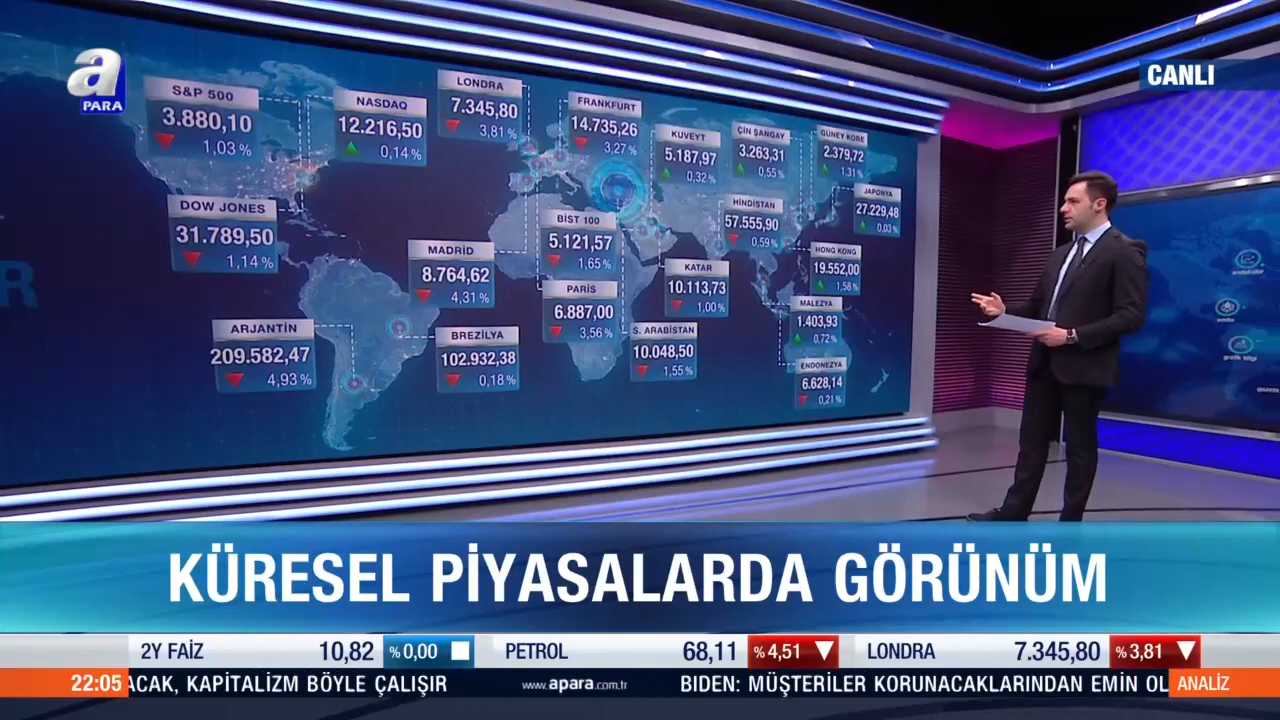 a
PARA
CANLI
S&P 500
3.880,10
1,03 %
NASDAQ
12.216,50
0,14 %
LONDRA
7.345,80
3,81 %
FRANKFURT
14.735,26
3,27 %
KUVEYT
5.187,97
0,32 %
ÇİN ŞANGAY
3.263,31
0,55 %
GÜNEY KORE
2.379,72
1,31 %
DOW JONES
31.789,50
1,14 %
MADRİD
8.764,62
4,31 %
BİST 100
5.121,57
1,65 %
HİNDİSTAN
57.555,90
0,59 %
JAPONYA
27.229,48
0,03 %
PARİS
6.887,00
3,56 %
KATAR
10.113,73
1,00 %
HONG KONG
19.552,00
1,58 %
ARJANTİN
209.582,47
4,93 %
BREZİLYA
102.932,38
0,18 %
S. ARABİSTAN
10.048,50
1,55 %
MALEZYA
1.403,93
0,72 %
ENDONEZYA
6.628,14
0,21 %
R
endeksler
emtia
grafik bilgi
KÜRESEL PİYASALARDA GÖRÜNÜM
2Y FAİZ 10,82 %0,00 PETROL 68,11 %4,51 LONDRA 7.345,80 %3,81
22:05 ACAK, KAPİTALİZM BÖYLE ÇALIŞIR www.apara.com.tr BIDEN: MÜŞTERİLER KORUNACAKLARINDAN EMİN OL ANALİZ